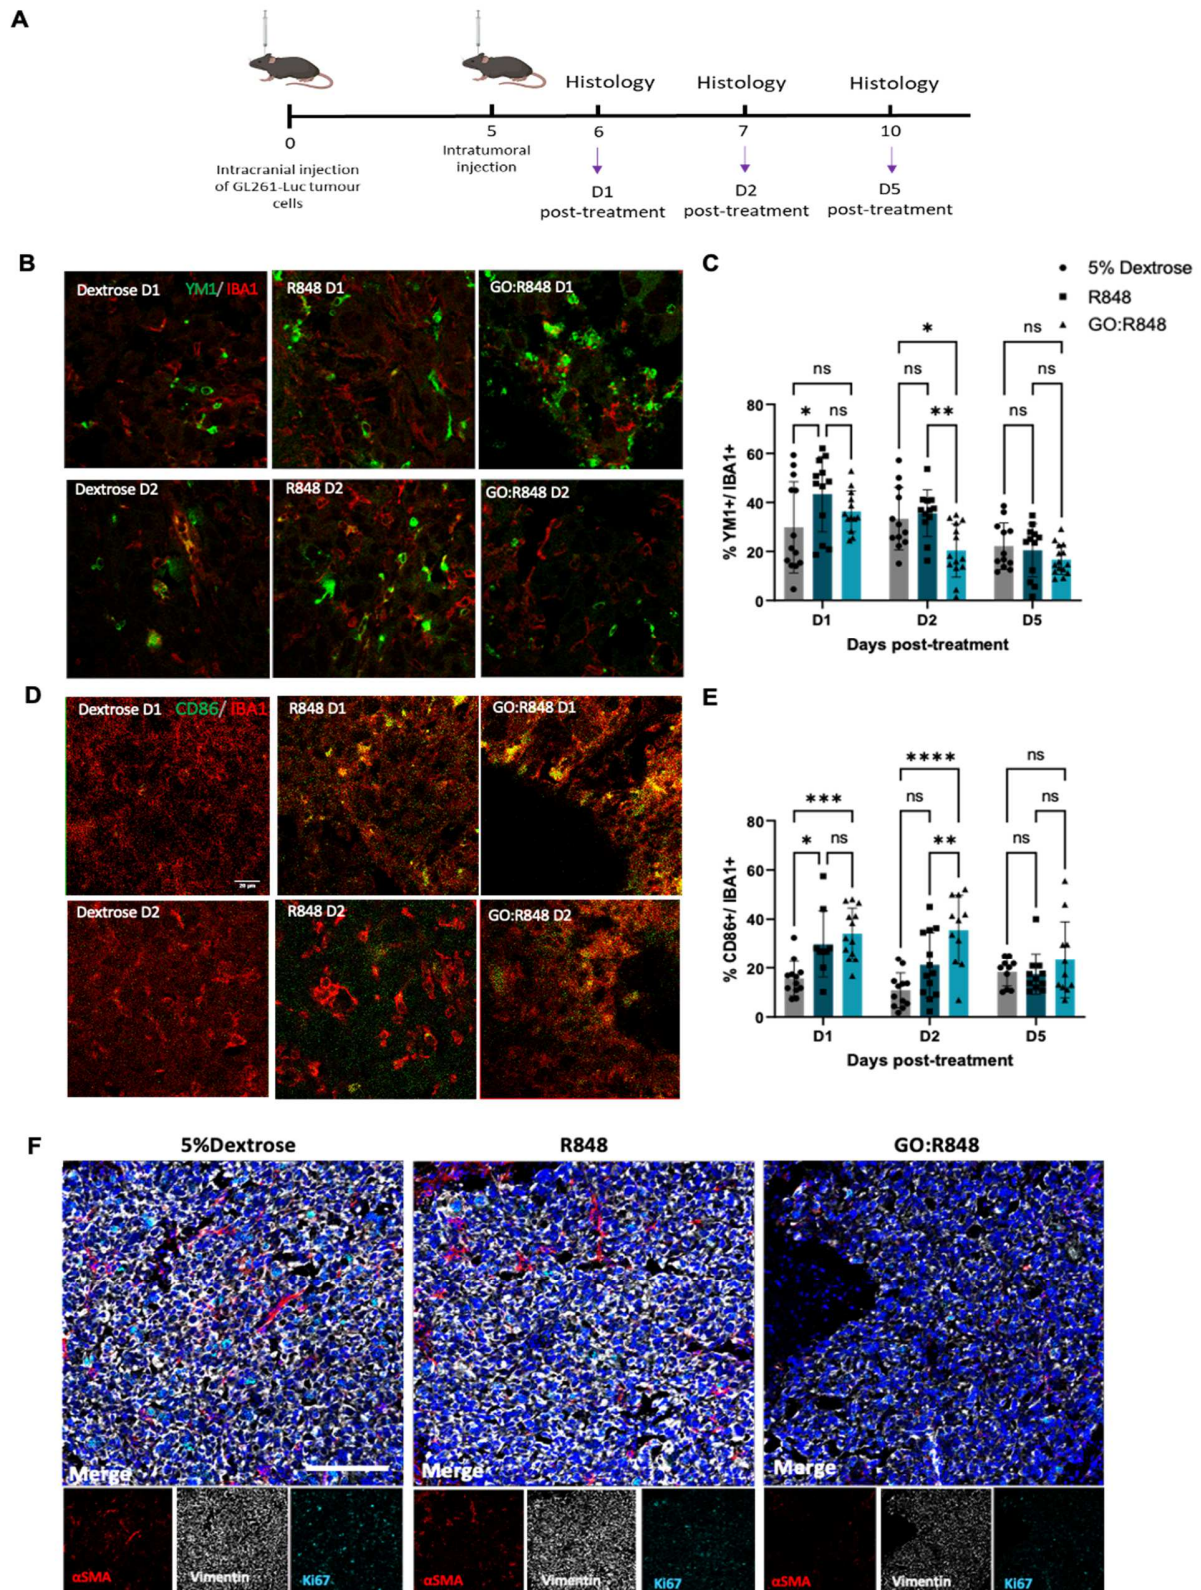 A
Histology
Histology
Histology
0
5
6
7
10
Intracranial injection
of GL261-Luc tumour
cells
Intratumoral
injection
D1
post-treatment
D2
post-treatment
D5
post-treatment
B
Dextrose D1 YM1/ IBA1
R848 D1
GO:R848 D1
Dextrose D2
R848 D2
GO:R848 D2
C
5% Dextrose
R848
GO:R848
ns
* ns
*
ns **
ns
ns ns
80
60
40
20
0
% YM1+/ IBA1+
D1 D2 D5
Days post-treatment
D
Dextrose D1 CD86/ IBA1
R848 D1
GO:R848 D1
20 µm
Dextrose D2
R848 D2
GO:R848 D2
E
***
* ns
****
ns **
ns
ns ns
80
60
40
20
0
% CD86+/ IBA1+
D1 D2 D5
Days post-treatment
F
5%Dextrose
R848
GO:R848
Merge
Merge
Merge
αSMA
Vimentin
Ki67
αSMA
Vimentin
Ki67
αSMA
Vimentin
Ki67